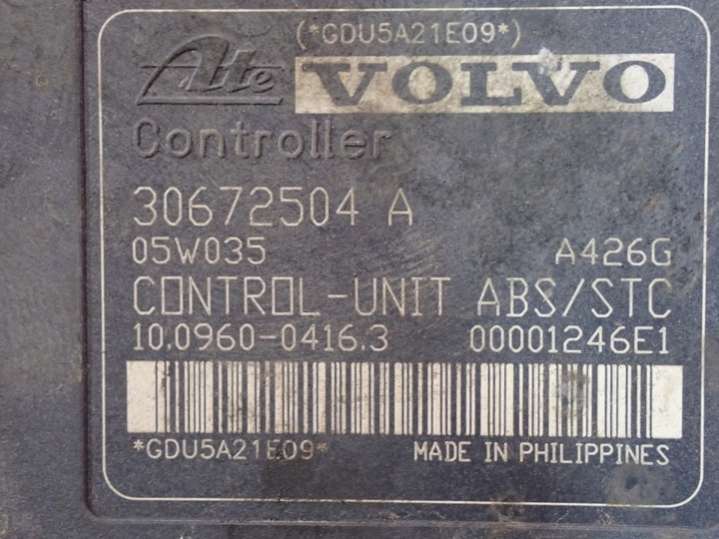 (*GDU5A21E09*)
Ate VOLVO
Controller
30672504 A
05W035 A426G
CONTROL-UNIT ABS/STC
10.0960-0416.3 00001246E1
*GDU5A21E09* MADE IN PHILIPPINES